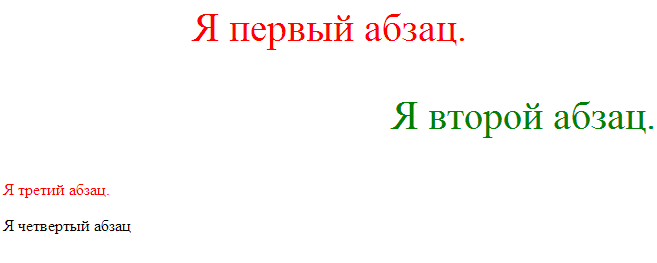 Я первый абзац.
Я второй абзац.
Я третий абзац.
Я четвертый абзац